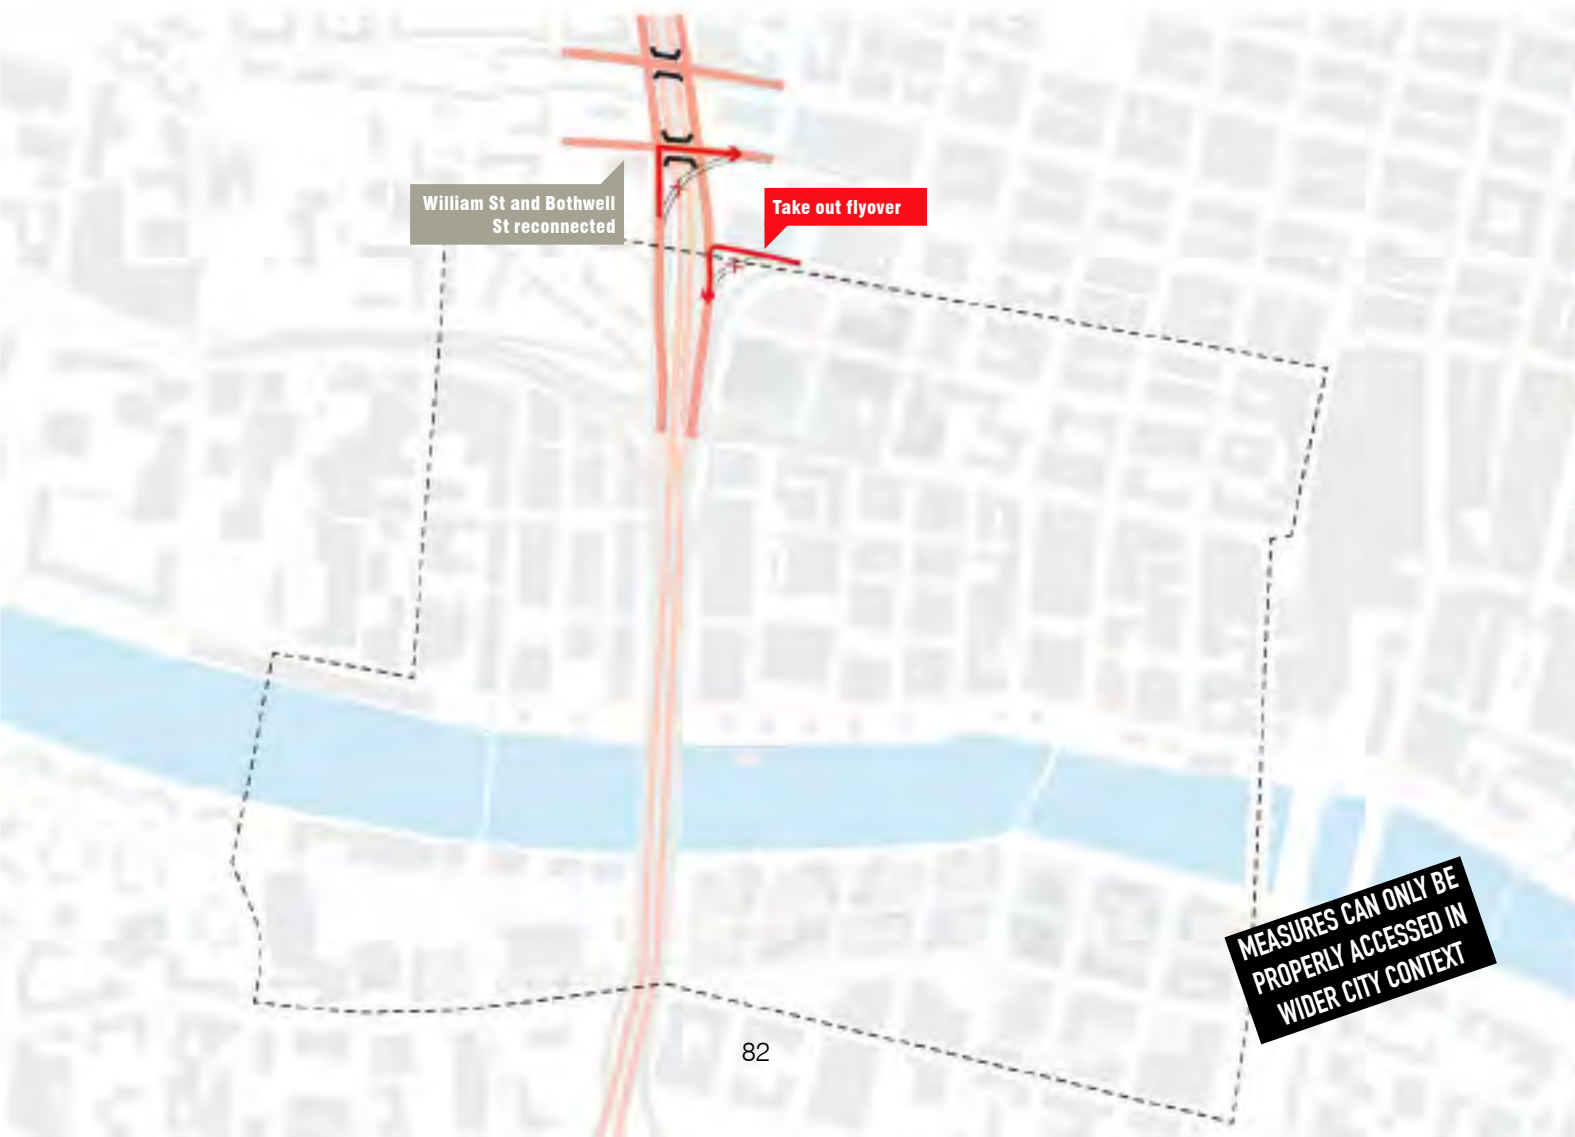 William St and Bothwell
St reconnected
Take out flyover
MEASURES CAN ONLY BE
PROPERLY ACCESSED IN
WIDER CITY CONTEXT
82